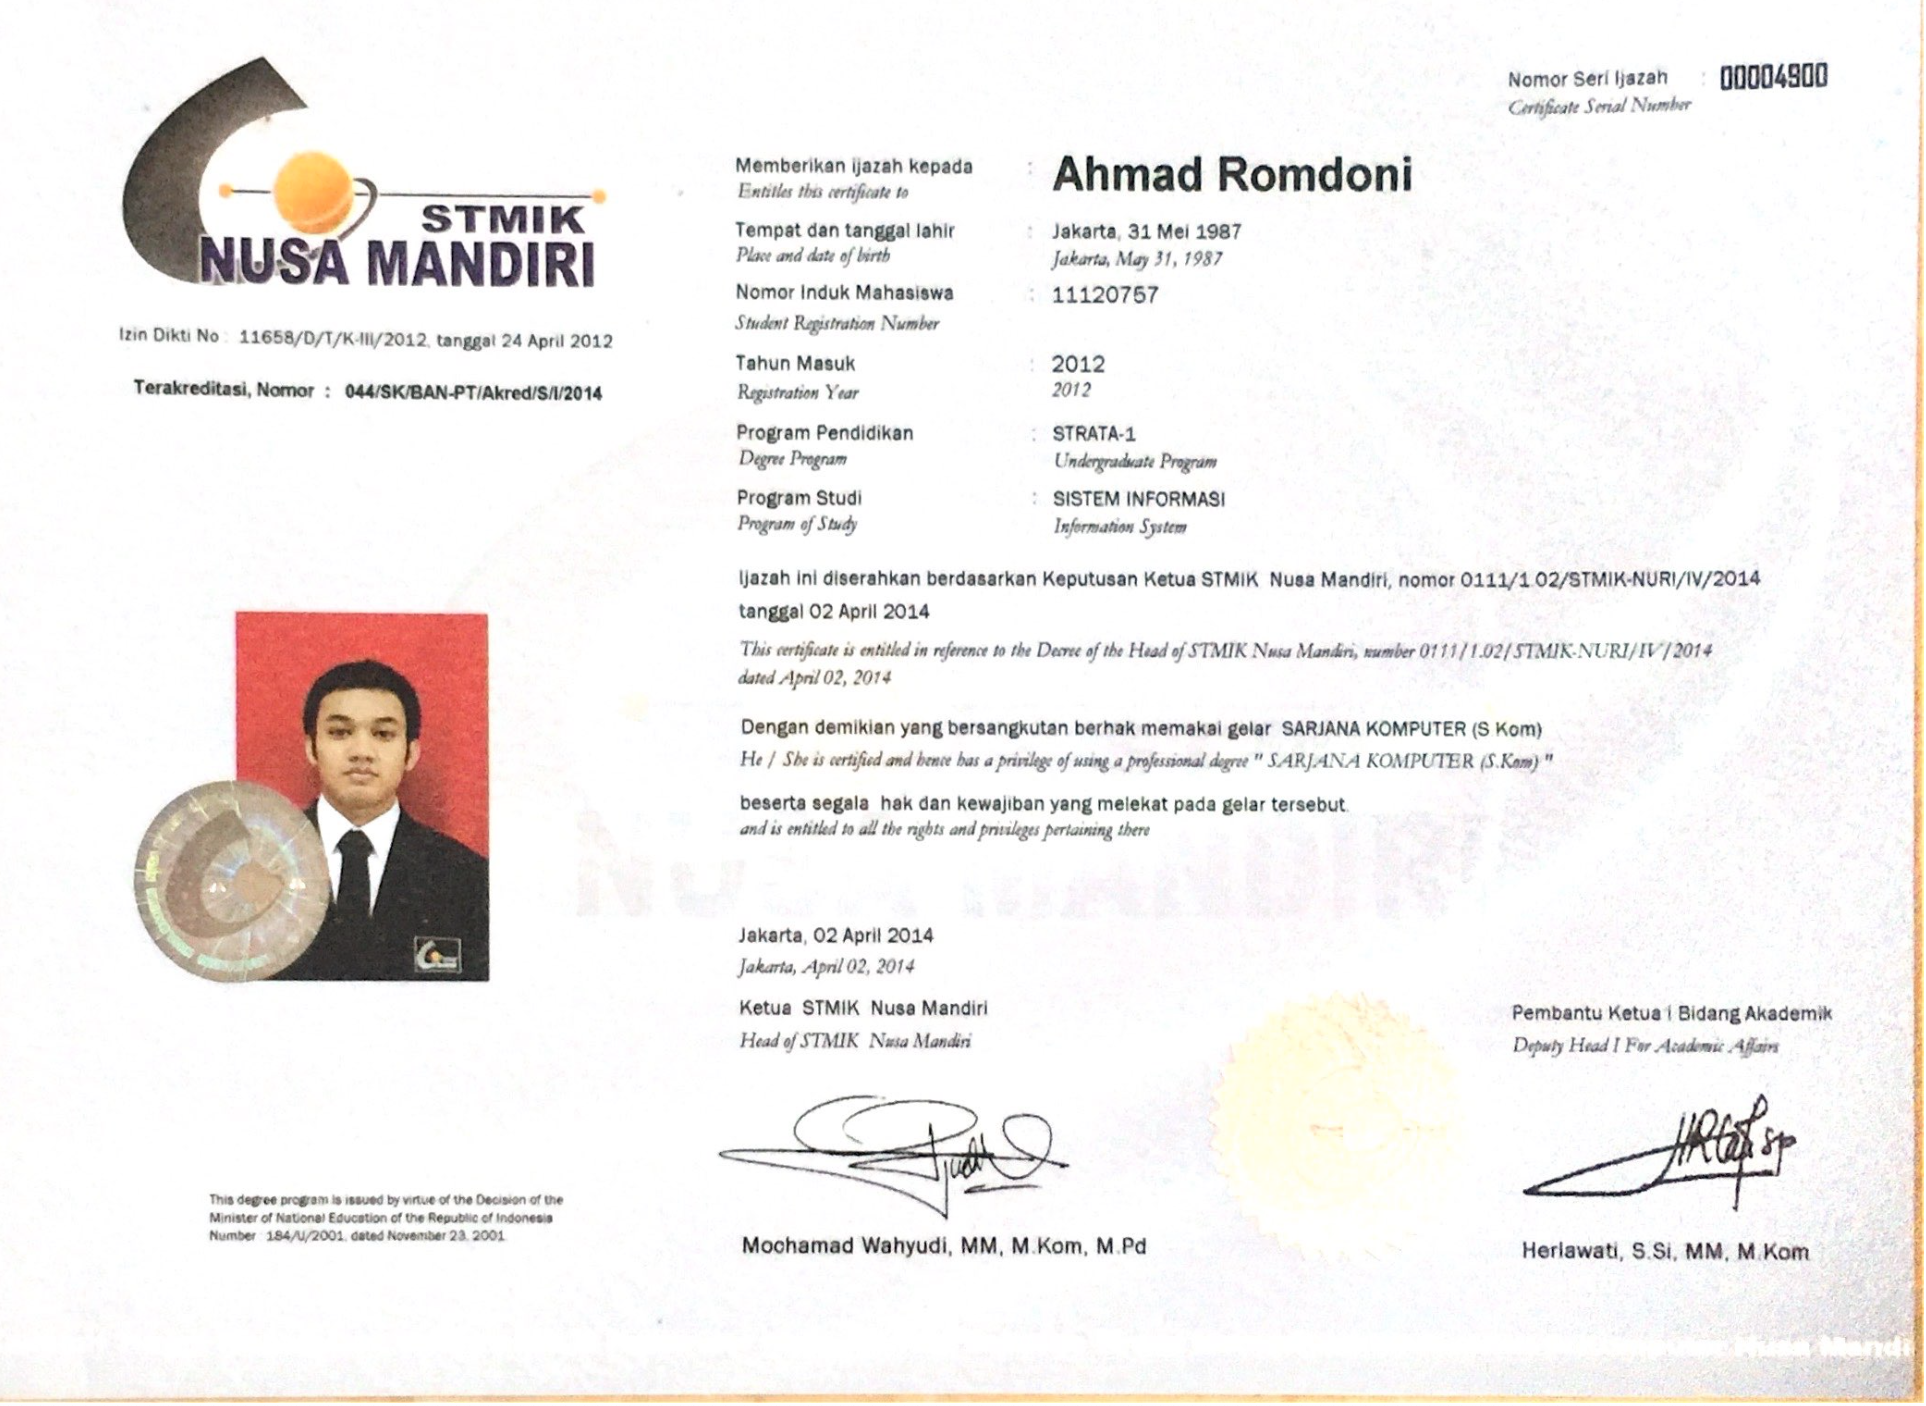 STMIK
NUSA MANDIRI
Izin Dikti No : 11658/D/T/K-III/2012, tanggal 24 April 2012
Terakreditasi, Nomor : 044/SK/BAN-PT/Akred/S/I/2014
Nomor Seri Ijazah : 00004900
Certificate Serial Number
Memberikan ijazah kepada : Ahmad Romdoni
Entitles this certificate to
Tempat dan tanggal lahir : Jakarta, 31 Mei 1987
Place and date of birth Jakarta, May 31, 1987
Nomor Induk Mahasiswa : 11120757
Student Registration Number
Tahun Masuk : 2012
Registration Year 2012
Program Pendidikan : STRATA-1
Degree Program Undergraduate Program
Program Studi : SISTEM INFORMASI
Program of Study Information System
Ijazah ini diserahkan berdasarkan Keputusan Ketua STMIK Nusa Mandiri, nomor 0111/1.02/STMIK-NURI/IV/2014
tanggal 02 April 2014
This certificate is entitled in reference to the Decree of the Head of STMIK Nusa Mandiri, number 0111/1.02/STMIK-NURI/IV/2014
dated April 02, 2014
Dengan demikian yang bersangkutan berhak memakai gelar SARJANA KOMPUTER (S Kom)
He / She is certified and hence has a privilege of using a professional degree " SARJANA KOMPUTER (S.Kom) "
beserta segala hak dan kewajiban yang melekat pada gelar tersebut.
and is entitled to all the rights and privileges pertaining there
Jakarta, 02 April 2014
Jakarta, April 02, 2014
Ketua STMIK Nusa Mandiri
Head of STMIK Nusa Mandiri
Mochamad Wahyudi, MM, M.Kom, M.Pd
Pembantu Ketua I Bidang Akademik
Deputy Head I For Academic Affairs
Herlawati, S.Si, MM, M.Kom
This degree program is issued by virtue of the Decision of the
Minister of National Education of the Republic of Indonesia
Number : 184/U/2001, dated November 23, 2001
Nusa Mandi